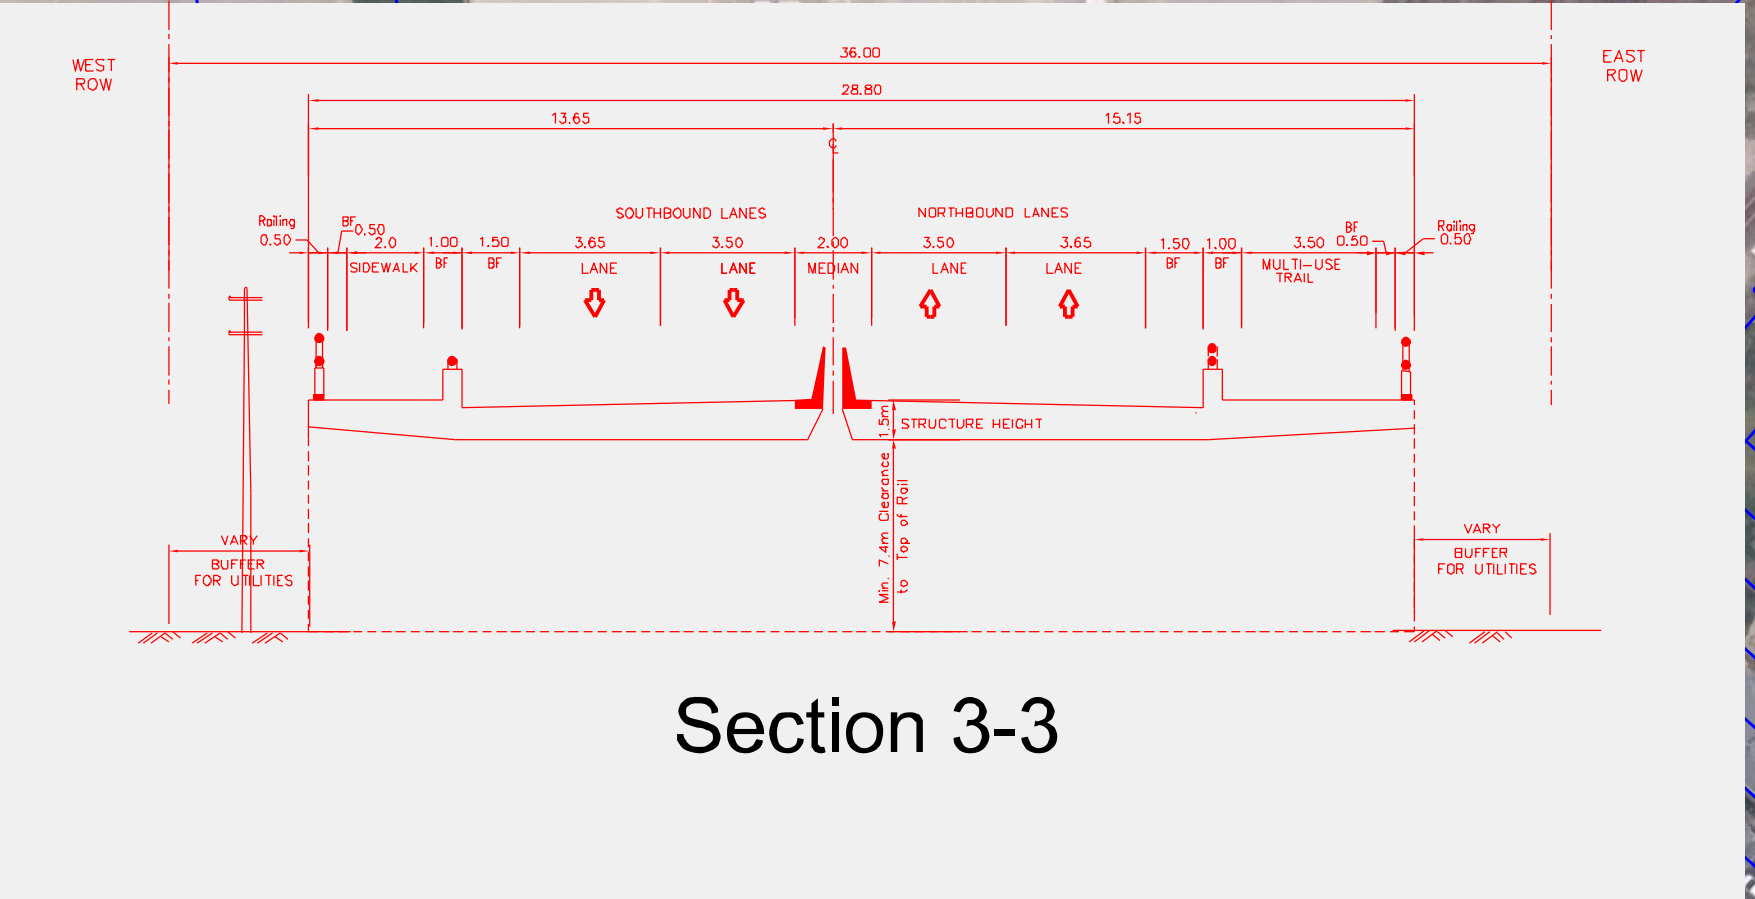 36.00
WEST
ROW
EAST
ROW
28.80
13.65
15.15
CL
SOUTHBOUND LANES
NORTHBOUND LANES
Railing
0.50
BF
0.50
2.0
1.00
1.50
3.65
3.50
2.00
3.50
3.65
1.50
1.00
3.50
BF
0.50
Railing
0.50
SIDEWALK
BF
BF
LANE
LANE
MEDIAN
LANE
LANE
BF
BF
MULTI-USE
TRAIL
1.5m
STRUCTURE HEIGHT
Min. 7.4m Clearance
to Top of Rail
VARY
BUFFER
FOR UTILITIES
VARY
BUFFER
FOR UTILITIES
Section 3-3